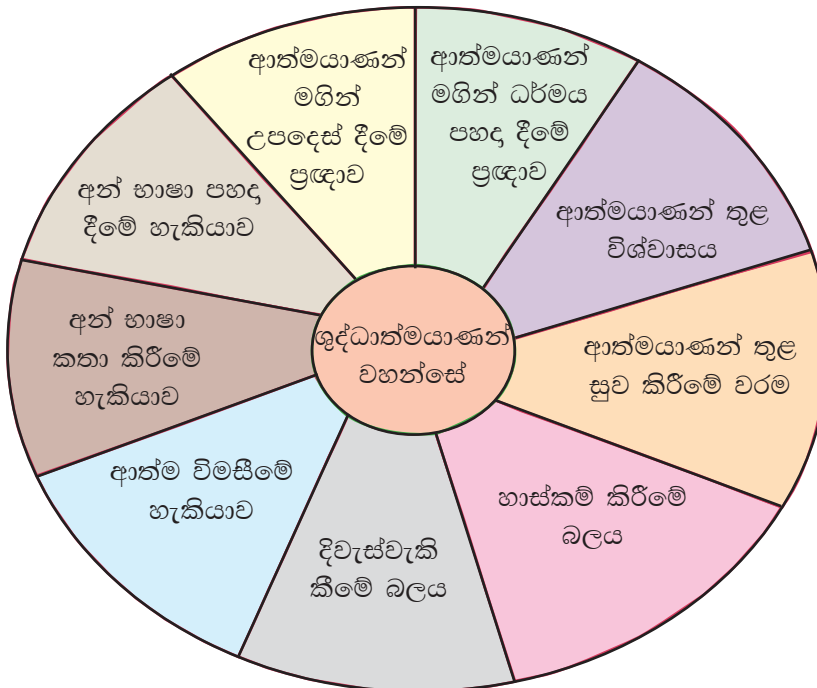 ආත්මයාණන්
මගින්
උපදෙස් දීමේ
ප්‍රඥාව
ආත්මයාණන්
මගින් ධර්මය
පහදා දීමේ
ප්‍රඥාව
ආත්මයාණන් තුළ
විශ්වාසය
ආත්මයාණන් තුළ
සුව කිරීමේ වරම
හාස්කම් කිරීමේ
බලය
දිවැස්වැකි
කීමේ බලය
ආත්ම විමසීමේ
හැකියාව
අන් භාෂා
කතා කිරීමේ
හැකියාව
අන් භාෂා පහදා
දීමේ හැකියාව
ශුද්ධාත්මයාණන්
වහන්සේ